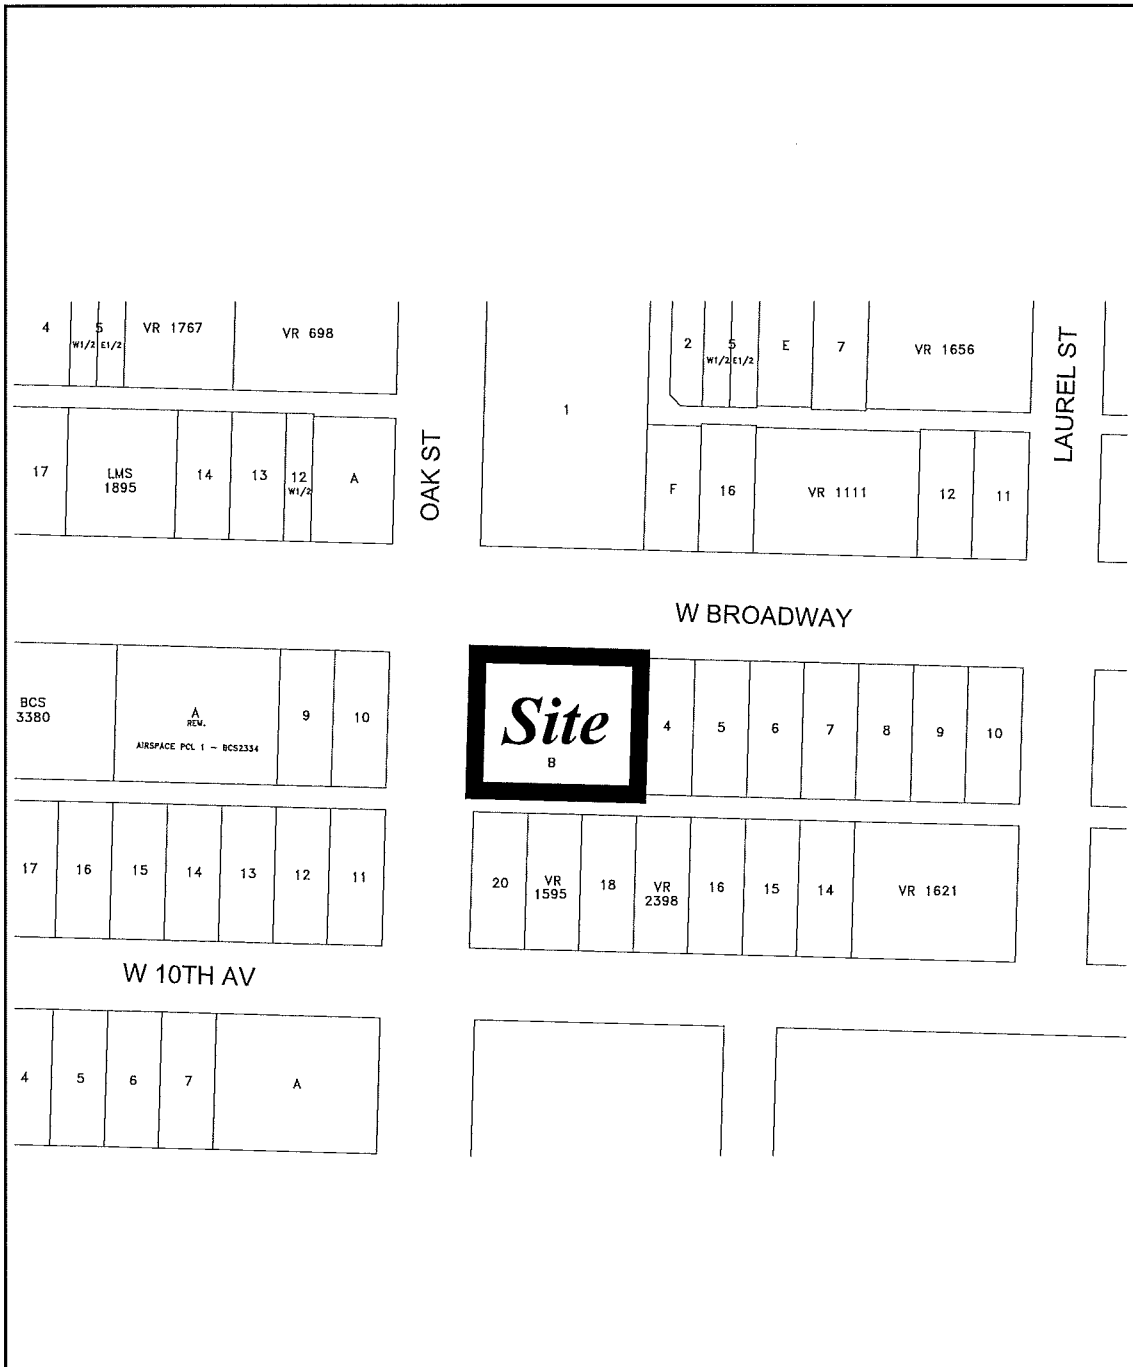 4
5
W1/2
E1/2
VR 1767
VR 698
1
2
5
W1/2
E1/2
E
7
VR 1656
LAUREL ST
17
LMS
1895
14
13
12
W1/2
A
OAK ST
F
16
VR 1111
12
11
W BROADWAY
BCS
3380
A
REM.
AIRSPACE PCL 1 - BCS2334
9
10
Site
B
4
5
6
7
8
9
10
17
16
15
14
13
12
11
20
VR
1595
18
VR
2398
16
15
14
VR 1621
W 10TH AV
4
5
6
7
A